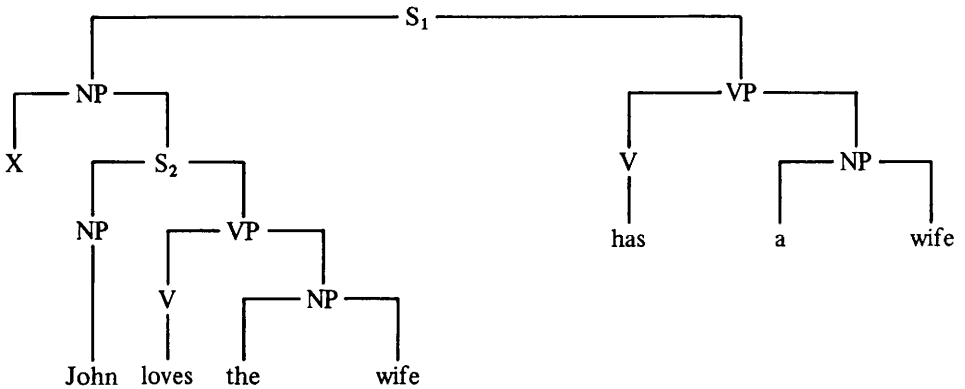 S₁
NP VP
X S₂ V NP
NP VP has a wife
V NP
John loves the wife